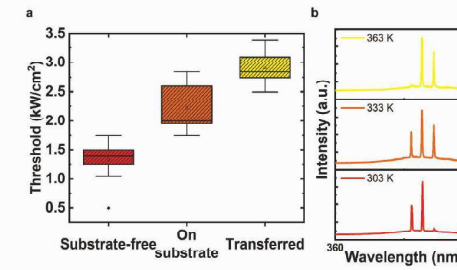 a
3.5
3.0
2.5
2.0
1.5
1.0
0.5
Threshold (kW/cm²)
Substrate-free
On
substrate
Transferred
b
363 K
333 K
303 K
Intensity (a.u.)
360
Wavelength (nm